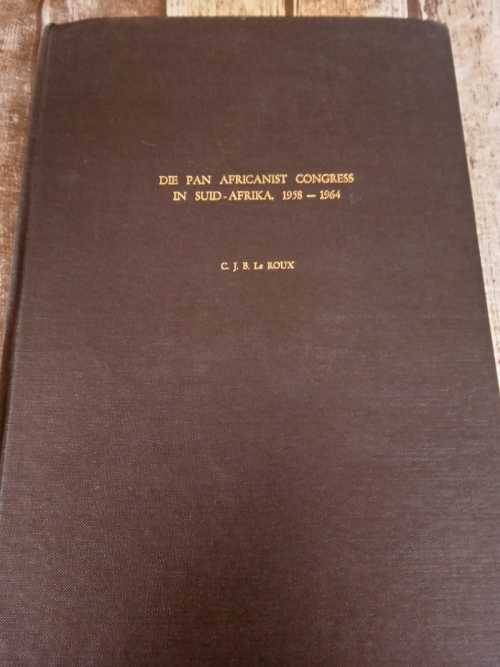 DIE PAN AFRICANIST CONGRESS
IN SUID-AFRIKA, 1958 — 1964
C. J. B. Le ROUX